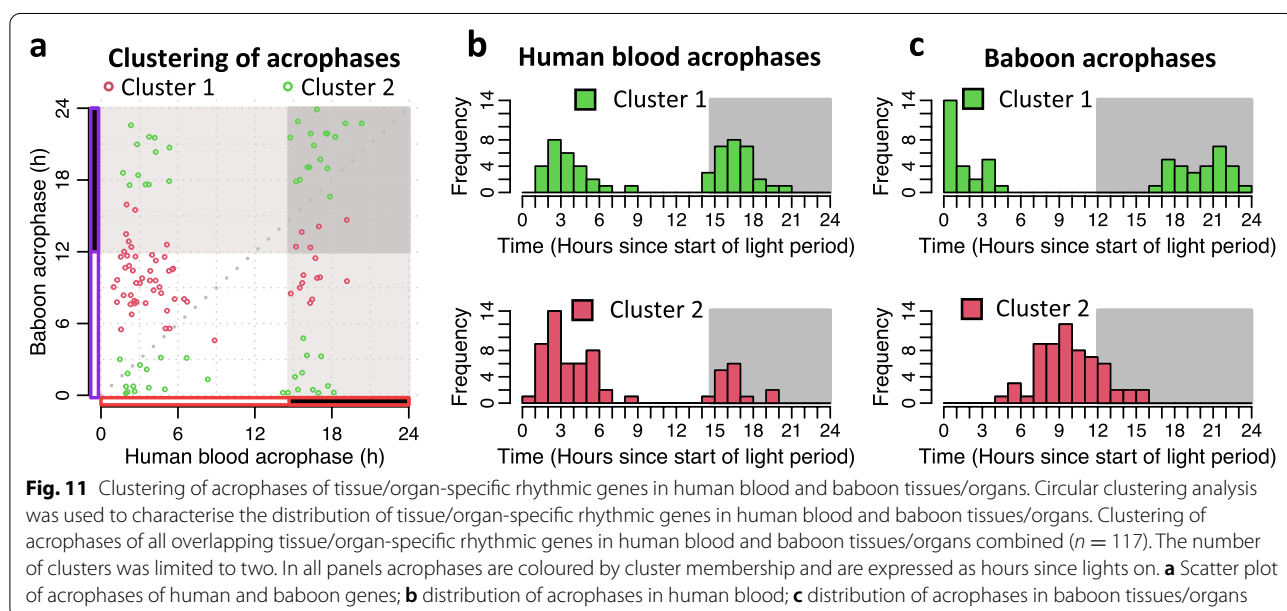 a
Clustering of acrophases
Cluster 1
Cluster 2
24
18
12
6
0
Baboon acrophase (h)
0 6 12 18 24
Human blood acrophase (h)
b
Human blood acrophases
Cluster 1
Frequency
0 4 8 14
0 3 6 9 12 15 18 21 24
Time (Hours since start of light period)
Cluster 2
Frequency
0 4 8 14
0 3 6 9 12 15 18 21 24
Time (Hours since start of light period)
c
Baboon acrophases
Cluster 1
Frequency
0 4 8 14
0 3 6 9 12 15 18 21 24
Time (Hours since start of light period)
Cluster 2
Frequency
0 4 8 14
0 3 6 9 12 15 18 21 24
Time (Hours since start of light period)
Fig. 11 Clustering of acrophases of tissue/organ-specific rhythmic genes in human blood and baboon tissues/organs. Circular clustering analysis
was used to characterise the distribution of tissue/organ-specific rhythmic genes in human blood and baboon tissues/organs. Clustering of
acrophases of all overlapping tissue/organ-specific rhythmic genes in human blood and baboon tissues/organs combined (n = 117). The number
of clusters was limited to two. In all panels acrophases are coloured by cluster membership and are expressed as hours since lights on. a Scatter plot
of acrophases of human and baboon genes; b distribution of acrophases in human blood; c distribution of acrophases in baboon tissues/organs